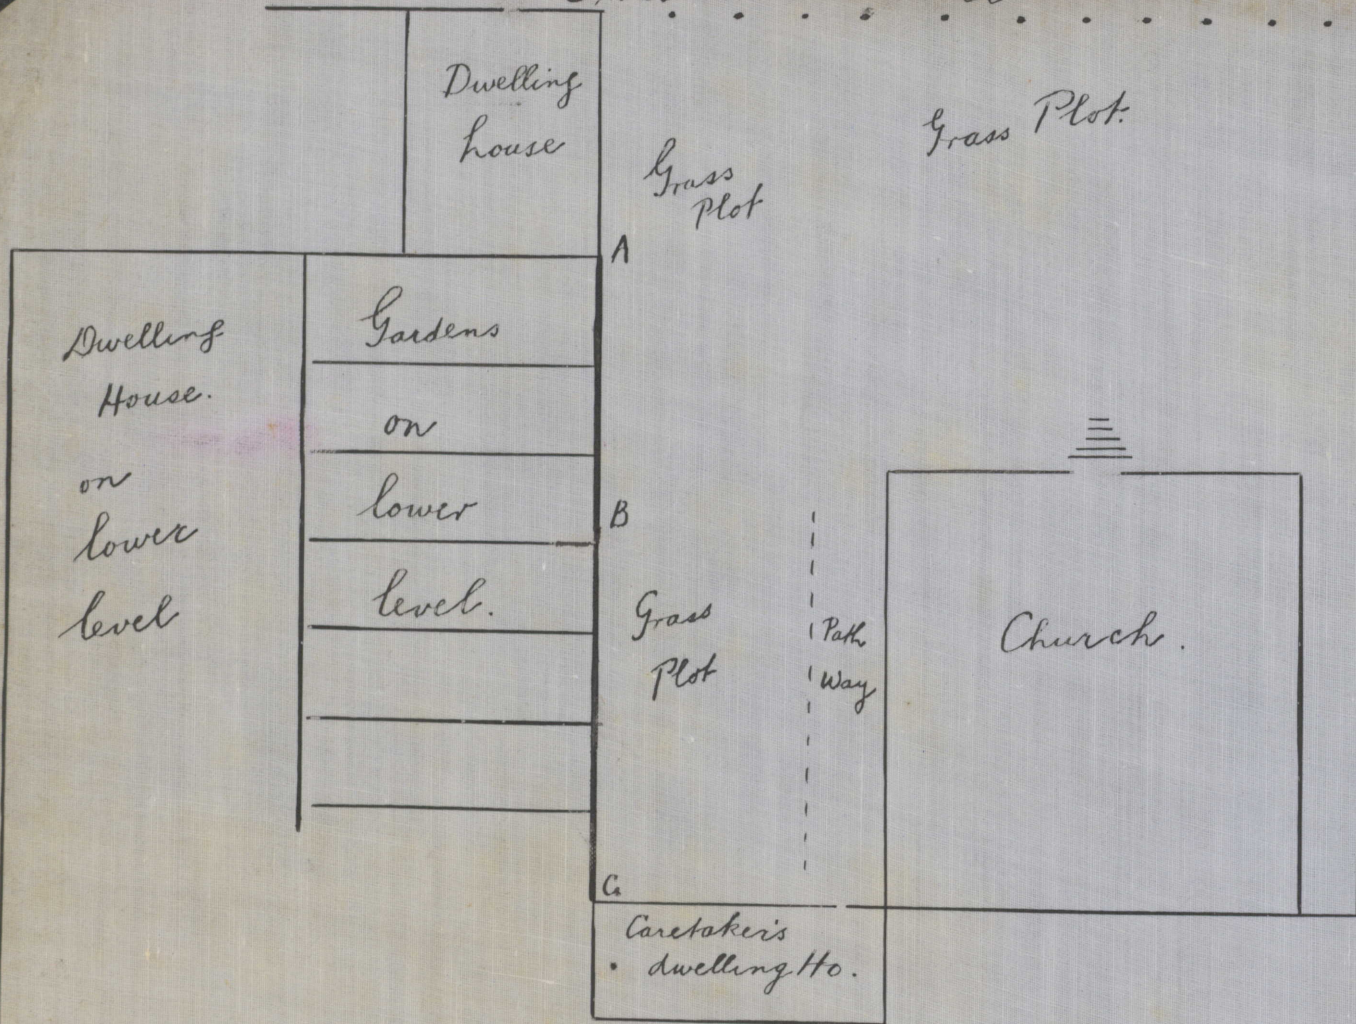 Dwelling
house
Grass
Plot
Grass Plot.
A
Dwelling
House.
on
lower
level
Gardens
on
lower
level.
B
Grass
Plot
Path
Way
Church.
C.
Caretaker's
dwelling Ho.